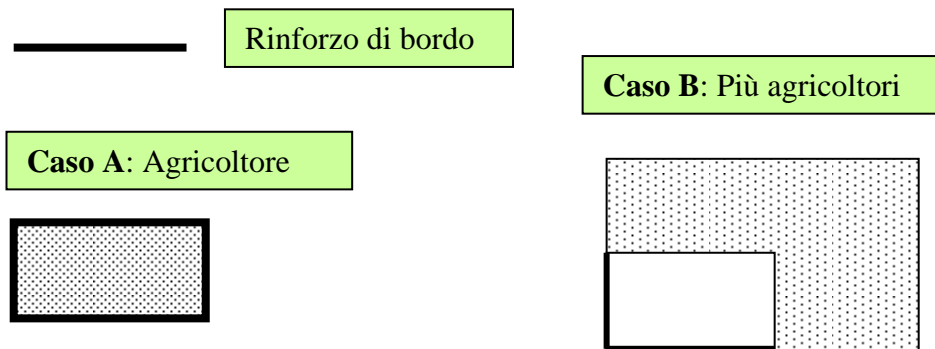 Rinforzo di bordo
Caso B: Più agricoltori
Caso A: Agricoltore